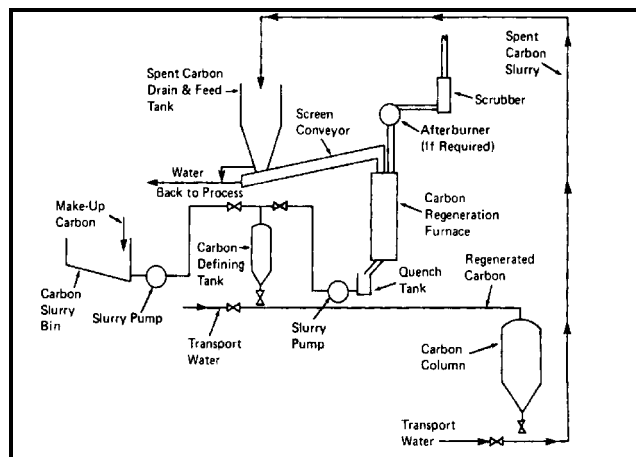 Spent
Carbon
Slurry
Spent Carbon
Drain & Feed
Tank
Scrubber
Screen
Conveyor
Afterburner
(If Required)
Water
Back to Process
Make-Up
Carbon
Carbon
Regeneration
Furnace
Carbon
Defining
Tank
Regenerated
Carbon
Quench
Tank
Carbon
Slurry
Bin
Slurry Pump
Slurry
Pump
Transport
Water
Carbon
Column
Transport
Water